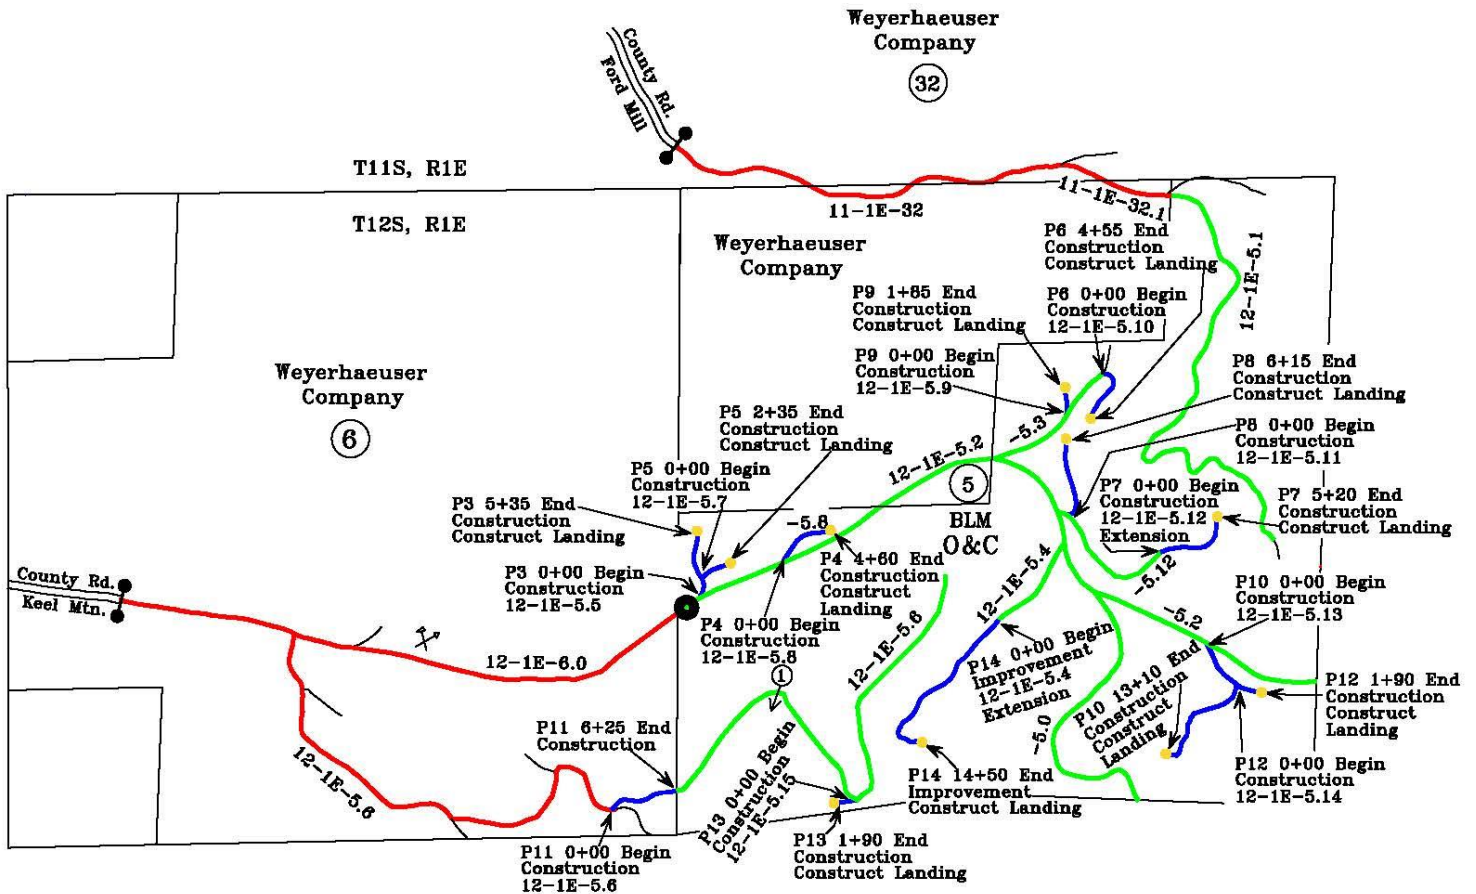 Weyerhaeuser
Company
32
County Rd.
Ford Mill
T11S, R1E
T12S, R1E
11-1E-32
11-1E-32.1
Weyerhaeuser
Company
P6 4+55 End
Construction
Construct Landing
12-1E-5.1
P9 1+85 End
Construction
Construct Landing
P6 0+00 Begin
Construction
12-1E-5.10
P9 0+00 Begin
Construction
12-1E-5.9
P8 6+15 End
Construction
Construct Landing
Weyerhaeuser
Company
6
P5 2+35 End
Construction
Construct Landing
-5.3
12-1E-5.2
P8 0+00 Begin
Construction
12-1E-5.11
P5 0+00 Begin
Construction
12-1E-5.7
5
BLM
O&C
P7 0+00 Begin
Construction
12-1E-5.12
Extension
P7 5+20 End
Construction
Construct Landing
P3 5+35 End
Construction
Construct Landing
-5.8
P4 4+60 End
Construction
Construct
Landing
12-1E-5.4
-5.12
County Rd.
Keel Mtn.
P3 0+00 Begin
Construction
12-1E-5.5
P10 0+00 Begin
Construction
12-1E-5.13
-5.2
P4 0+00 Begin
Construction
12-1E-5.8
12-1E-5.6
12-1E-6.0
1
P14 0+00 Begin
Improvement
12-1E-5.4
Extension
P10 13+10 End
Construction
Construct
Landing
P12 1+90 End
Construction
Construct
Landing
-5.0
P11 6+25 End
Construction
12-1E-5.6
P13 0+00 Begin
Construction
12-1E-5.15
P14 14+50 End
Improvement
Construct Landing
P12 0+00 Begin
Construction
12-1E-5.14
P13 1+90 End
Construction
Construct Landing
P11 0+00 Begin
Construction
12-1E-5.6